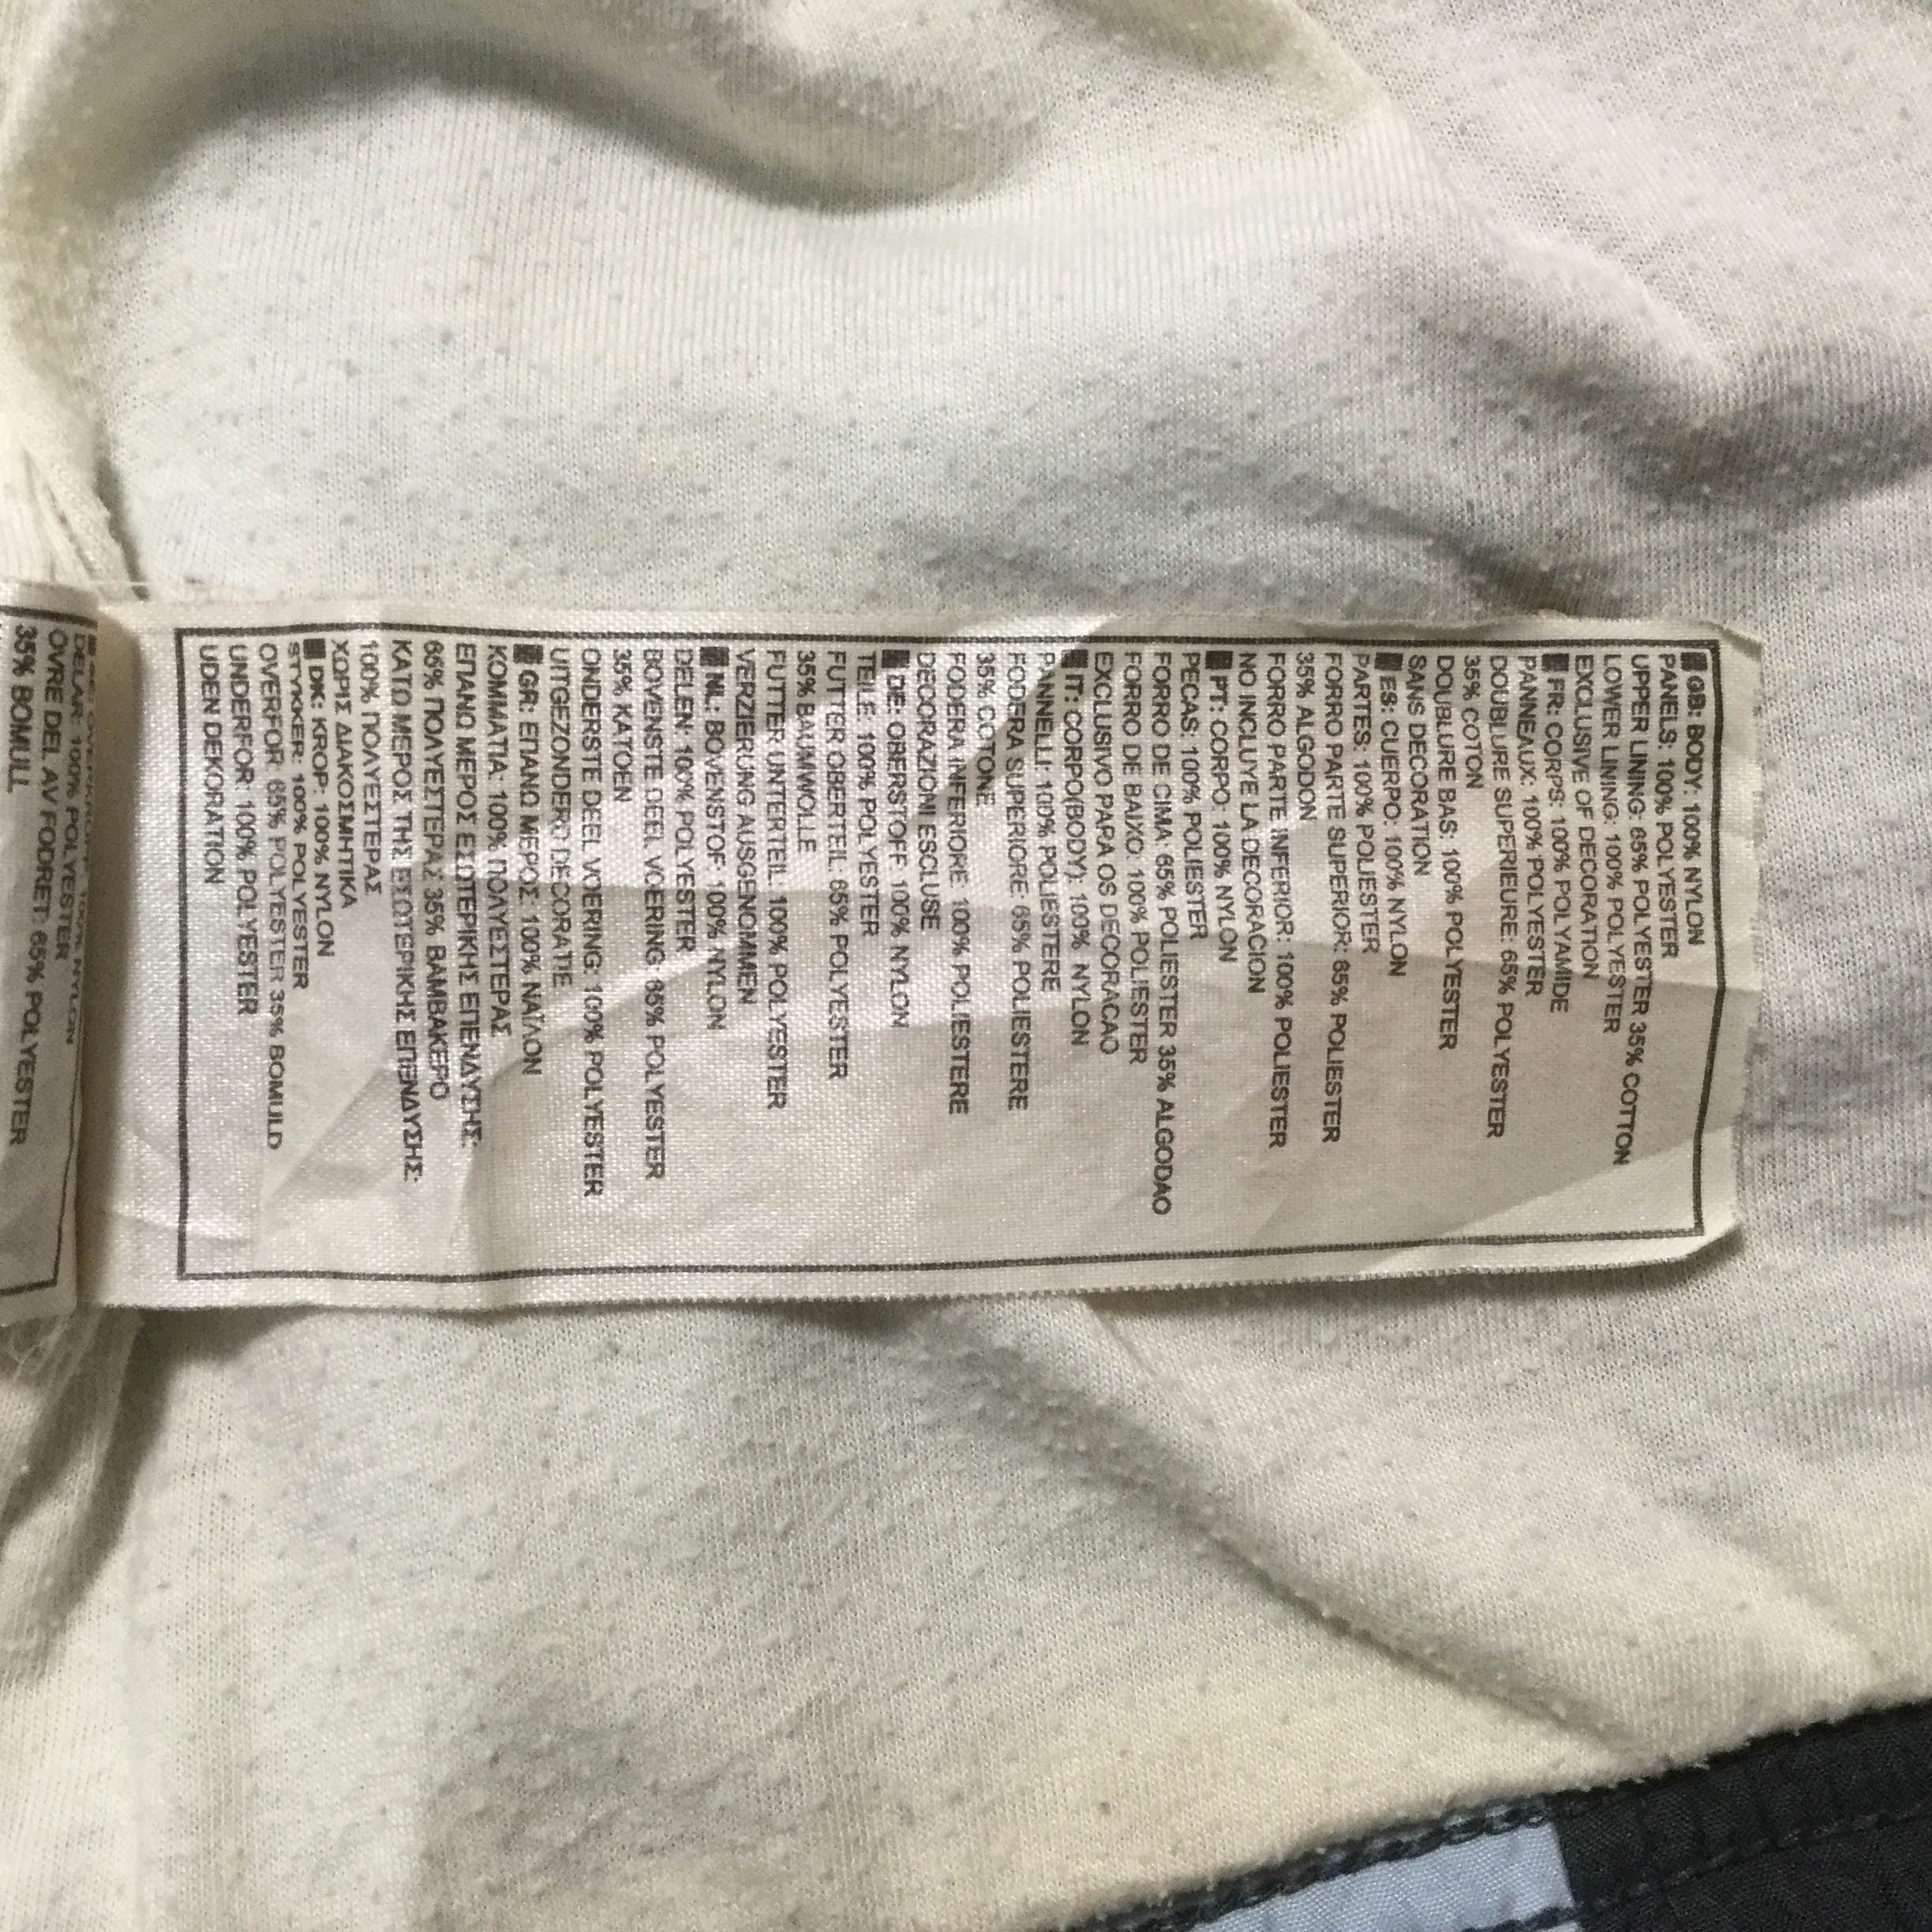 ■ GB: BODY: 100% NYLON
PANELS: 100% POLYESTER
UPPER LINING: 65% POLYESTER 35% COTTON
LOWER LINING: 100% POLYESTER
EXCLUSIVE OF DECORATION
■ FR: CORPS: 100% POLYAMIDE
PANNEAUX: 100% POLYESTER
DOUBLURE SUPERIEURE: 65% POLYESTER
35% COTON
DOUBLURE BAS: 100% POLYESTER
SANS DECORATION
■ ES: CUERPO: 100% NYLON
PARTES: 100% POLIESTER
FORRO PARTE SUPERIOR: 65% POLIESTER
35% ALGODON
FORRO PARTE INFERIOR: 100% POLIESTER
NO INCLUYE LA DECORACION
■ PT: CORPO: 100% NYLON
PECAS: 100% POLIESTER
FORRO DE CIMA: 65% POLIESTER 35% ALGODAO
FORRO DE BAIXO: 100% POLIESTER
EXCLUSIVO PARA OS DECORACAO
■ IT: CORPO(BODY): 100% NYLON
PANNELLI: 100% POLIESTERE
FODERA SUPERIORE: 65% POLIESTERE
35% COTONE
FODERA INFERIORE: 100% POLIESTERE
DECORAZIONI ESCLUSE
■ DE: OBERSTOFF: 100% NYLON
TEILE: 100% POLYESTER
FUTTER OBERTEIL: 65% POLYESTER
35% BAUMWOLLE
FUTTER UNTERTEIL: 100% POLYESTER
VERZIERUNG AUSGENOMMEN
■ NL: BOVENSTOF: 100% NYLON
DELEN: 100% POLYESTER
BOVENSTE DEEL VOERING: 65% POLYESTER
35% KATOEN
ONDERSTE DEEL VOERING: 100% POLYESTER
UITGEZONDERD DECORATIE
■ GR: ΕΠΑΝΩ ΜΕΡΟΣ: 100% ΝΑΪΛΟΝ
ΚΟΜΜΑΤΙΑ: 100% ΠΟΛΥΕΣΤΕΡΑΣ
ΕΠΑΝΩ ΜΕΡΟΣ ΕΣΩΤΕΡΙΚΗΣ ΕΠΕΝΔΥΣΗΣ:
65% ΠΟΛΥΕΣΤΕΡΑΣ 35% ΒΑΜΒΑΚΕΡΟ
ΚΑΤΩ ΜΕΡΟΣ ΤΗΣ ΕΣΩΤΕΡΙΚΗΣ ΕΠΕΝΔΥΣΗΣ:
100% ΠΟΛΥΕΣΤΕΡΑΣ
ΧΩΡΙΣ ΔΙΑΚΟΣΜΗΤΙΚΑ
■ DK: KROP: 100% NYLON
STYKKER: 100% POLYESTER
OVERFOR: 65% POLYESTER 35% BOMULD
UNDERFOR: 100% POLYESTER
UDEN DEKORATION
100% NYLON
DELAR: 100% POLYESTER
OVRE DEL AV FODRET: 65% POLYESTER
35% BOMULL